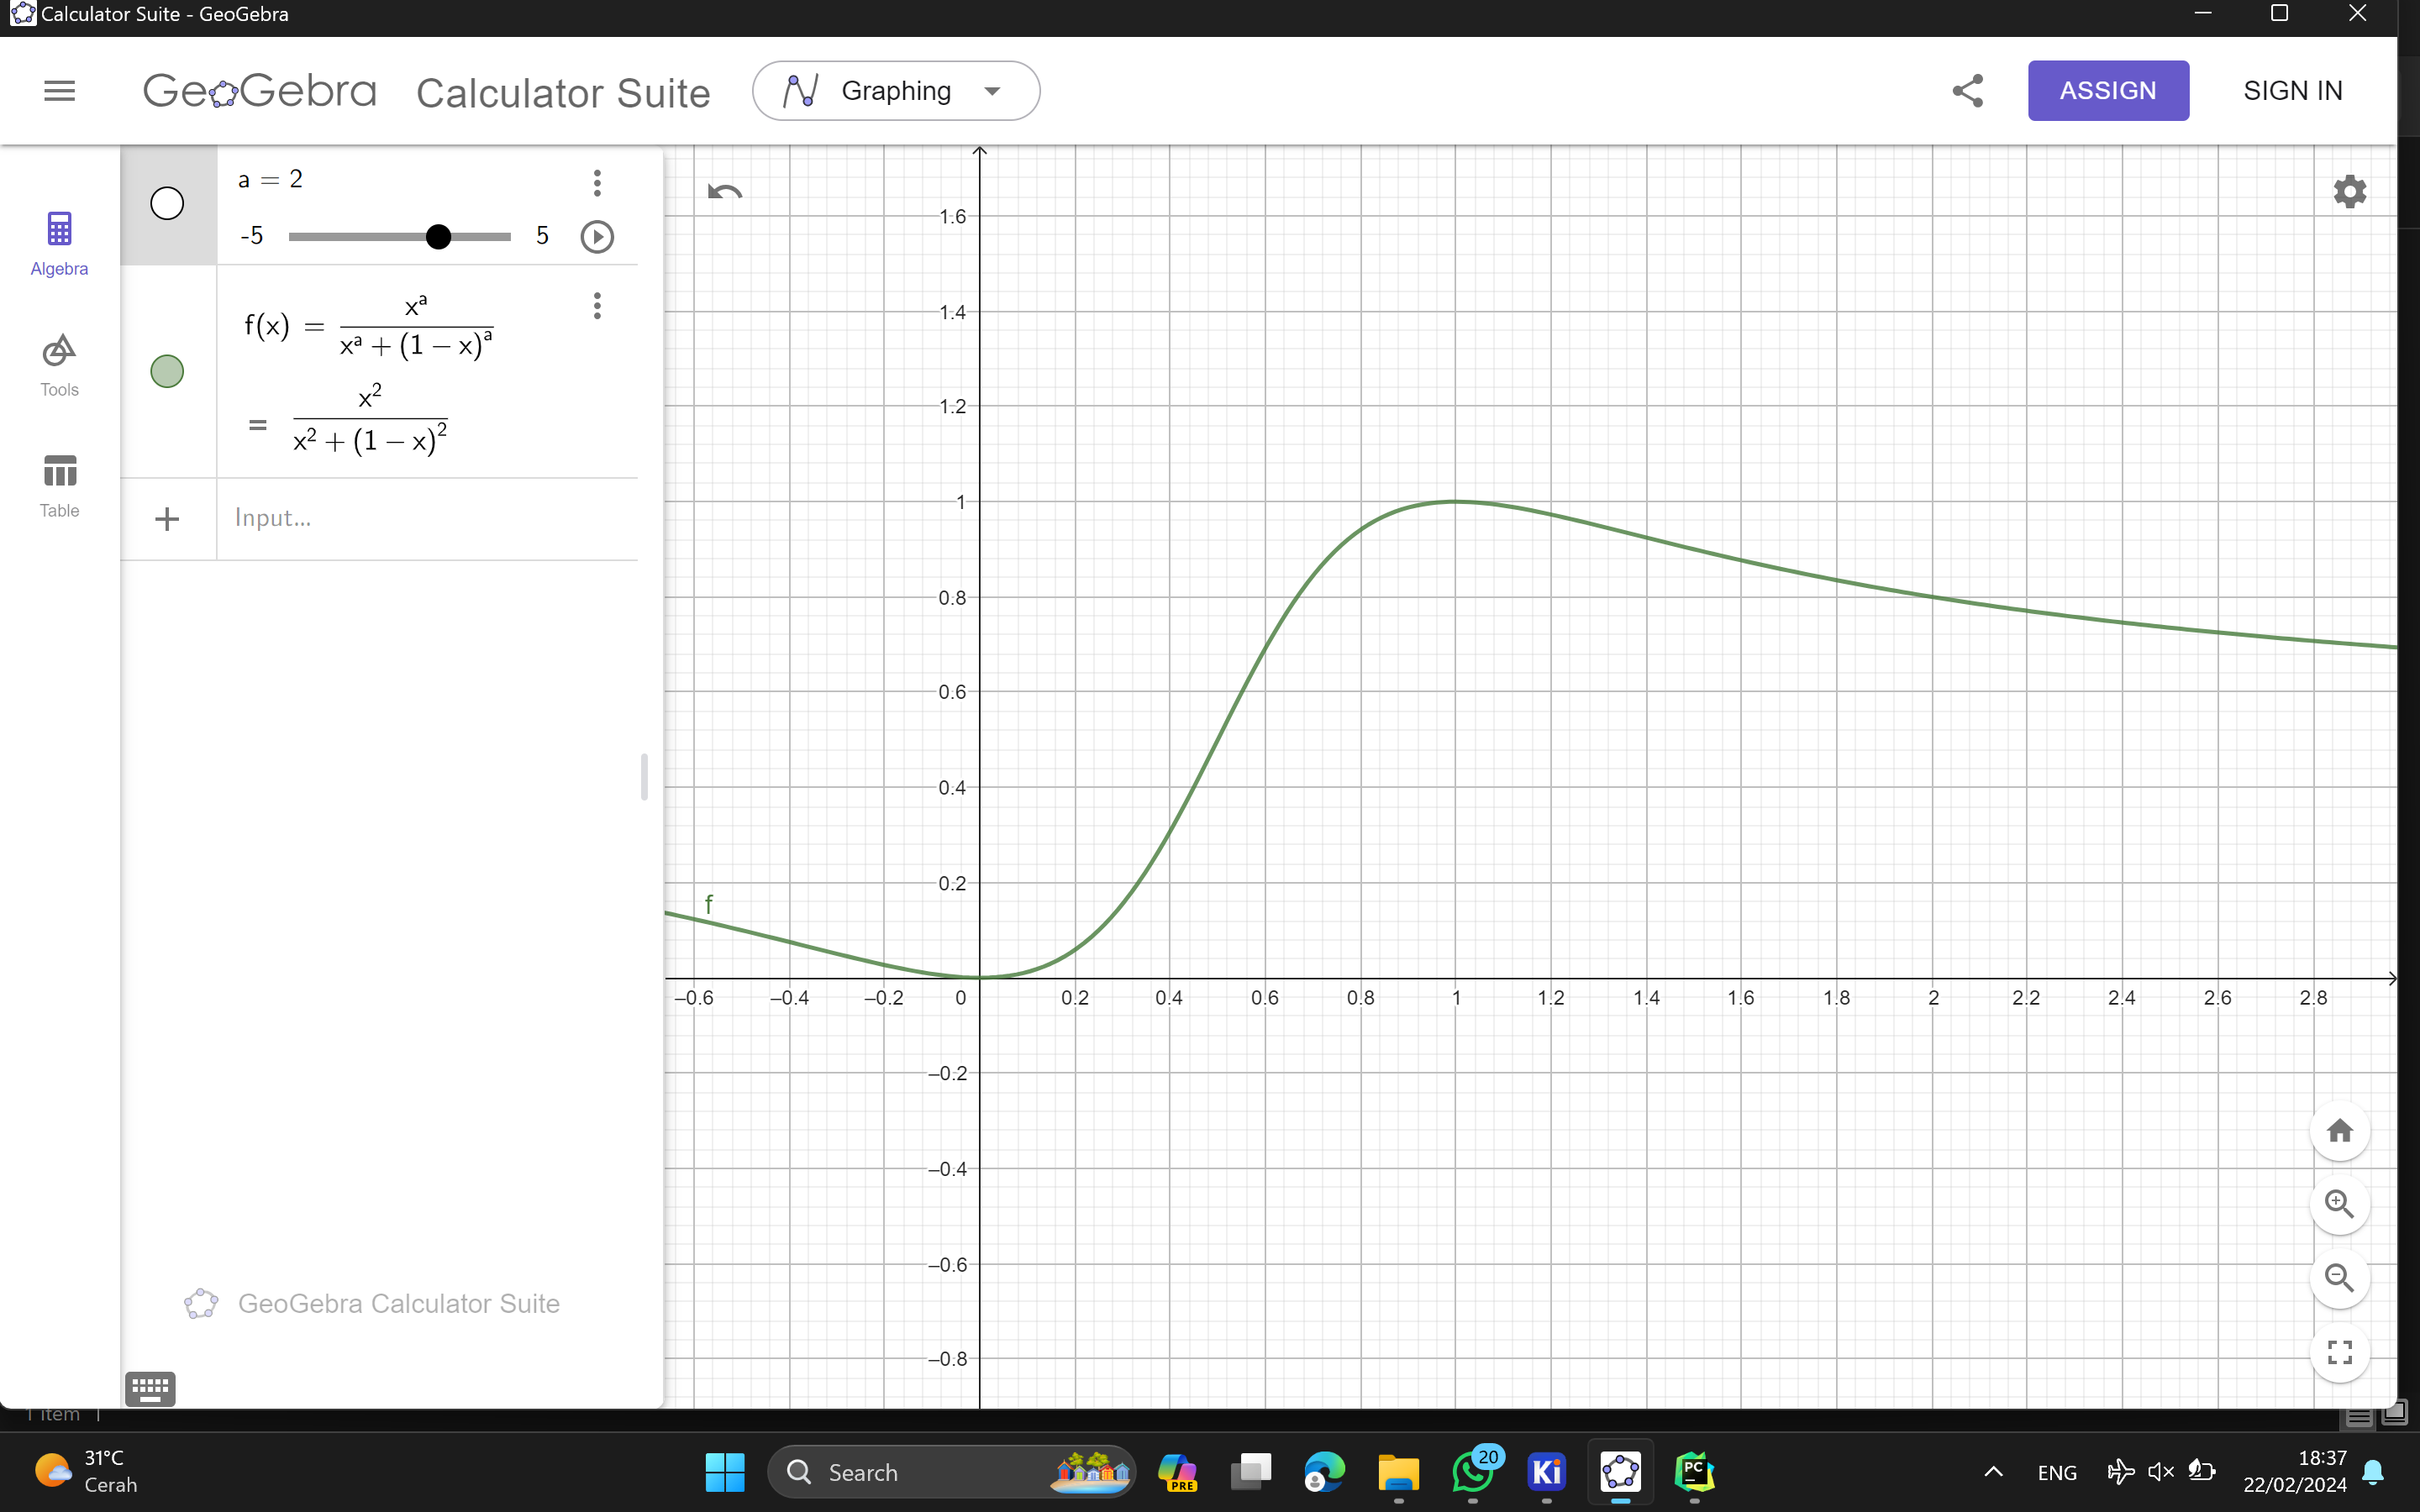 Calculator Suite - GeoGebra
GeoGebra Calculator Suite
Graphing
ASSIGN
SIGN IN
Algebra
Tools
Table
a = 2
-5
5
f(x) = x^a / (x^a + (1 − x)^a)
= x^2 / (x^2 + (1 − x)^2)
Input...
GeoGebra Calculator Suite
f
1.6
1.4
1.2
1
0.8
0.6
0.4
0.2
–0.6 –0.4 –0.2 0 0.2 0.4 0.6 0.8 1 1.2 1.4 1.6 1.8 2 2.2 2.4 2.6 2.8
–0.2
–0.4
–0.6
–0.8
1 item
31°C
Cerah
Search
PRE
20
Ki
PC
ENG
18:37
22/02/2024